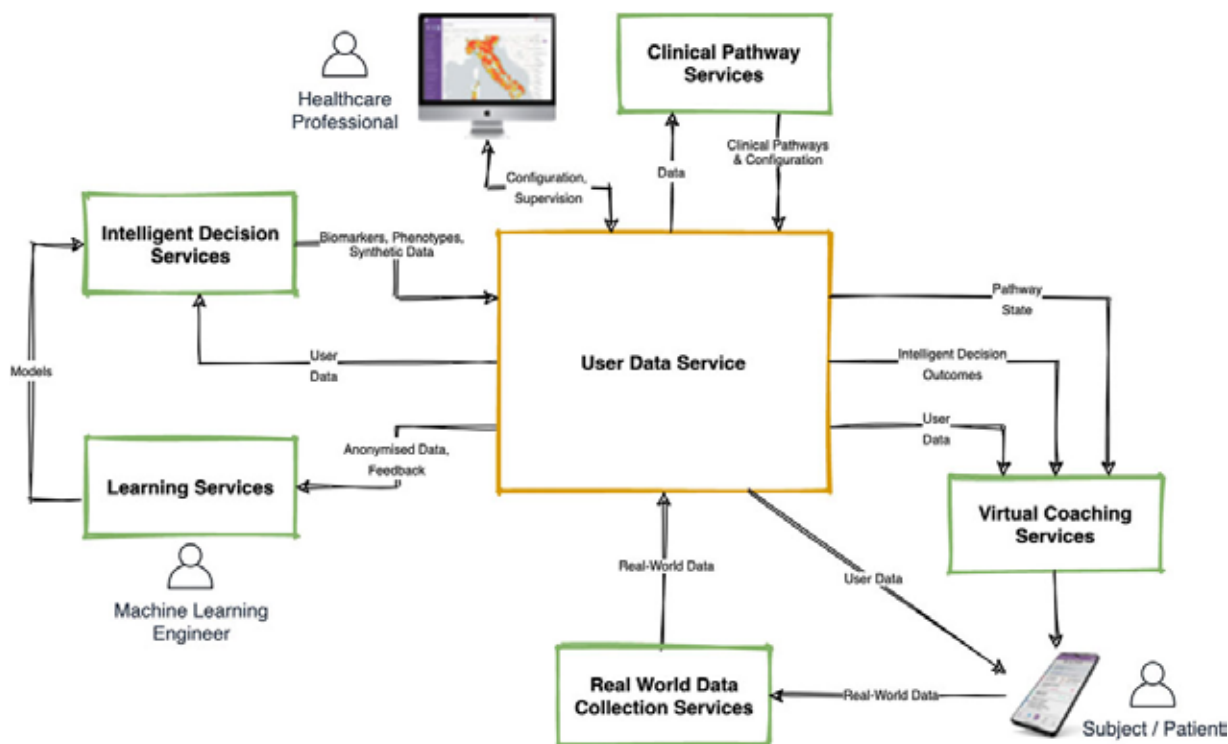 Healthcare
Professional
Clinical Pathway
Services
Configuration,
Supervision
Data
Clinical Pathways
& Configuration
Intelligent Decision
Services
Biomarkers, Phenotypes,
Synthetic Data
User Data Service
Pathway
State
User
Data
Intelligent Decision
Outcomes
User
Data
Models
Anonymised Data,
Feedback
Learning Services
Virtual Coaching
Services
Machine Learning
Engineer
Real-World Data
User Data
Real World Data
Collection Services
Real-World Data
Subject / Patient